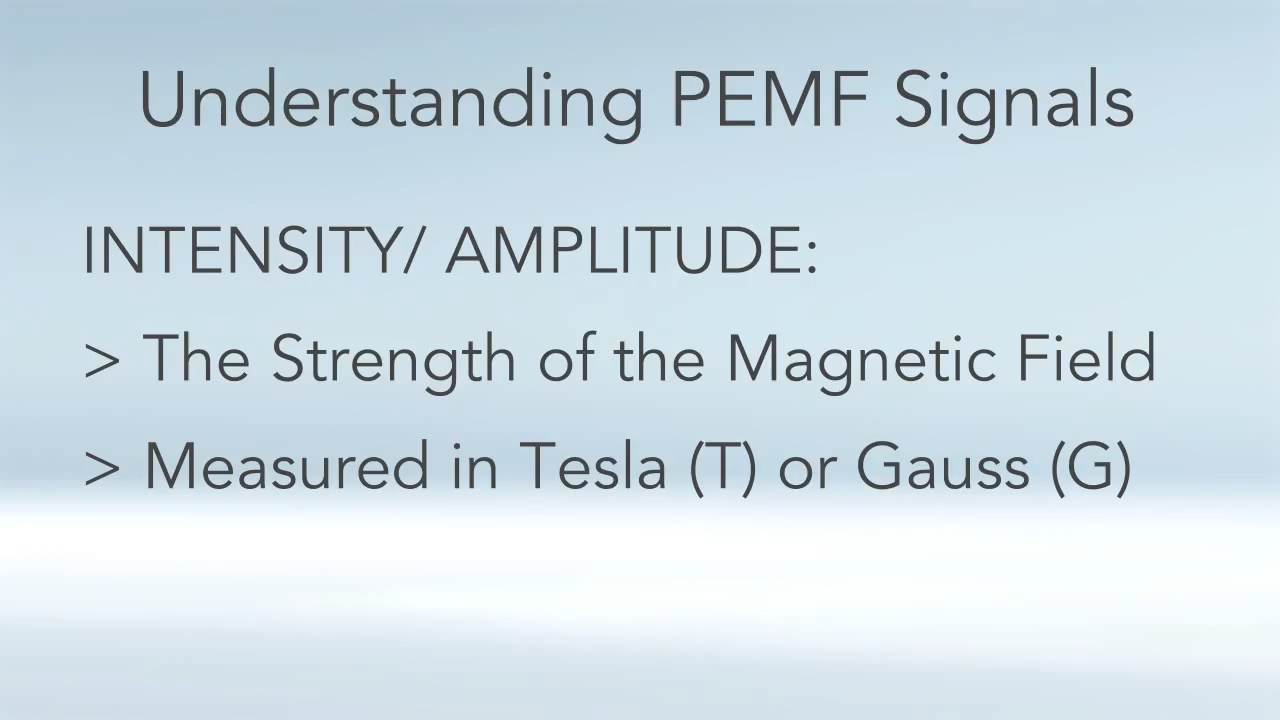 Understanding PEMF Signals
INTENSITY/ AMPLITUDE:
> The Strength of the Magnetic Field
> Measured in Tesla (T) or Gauss (G)